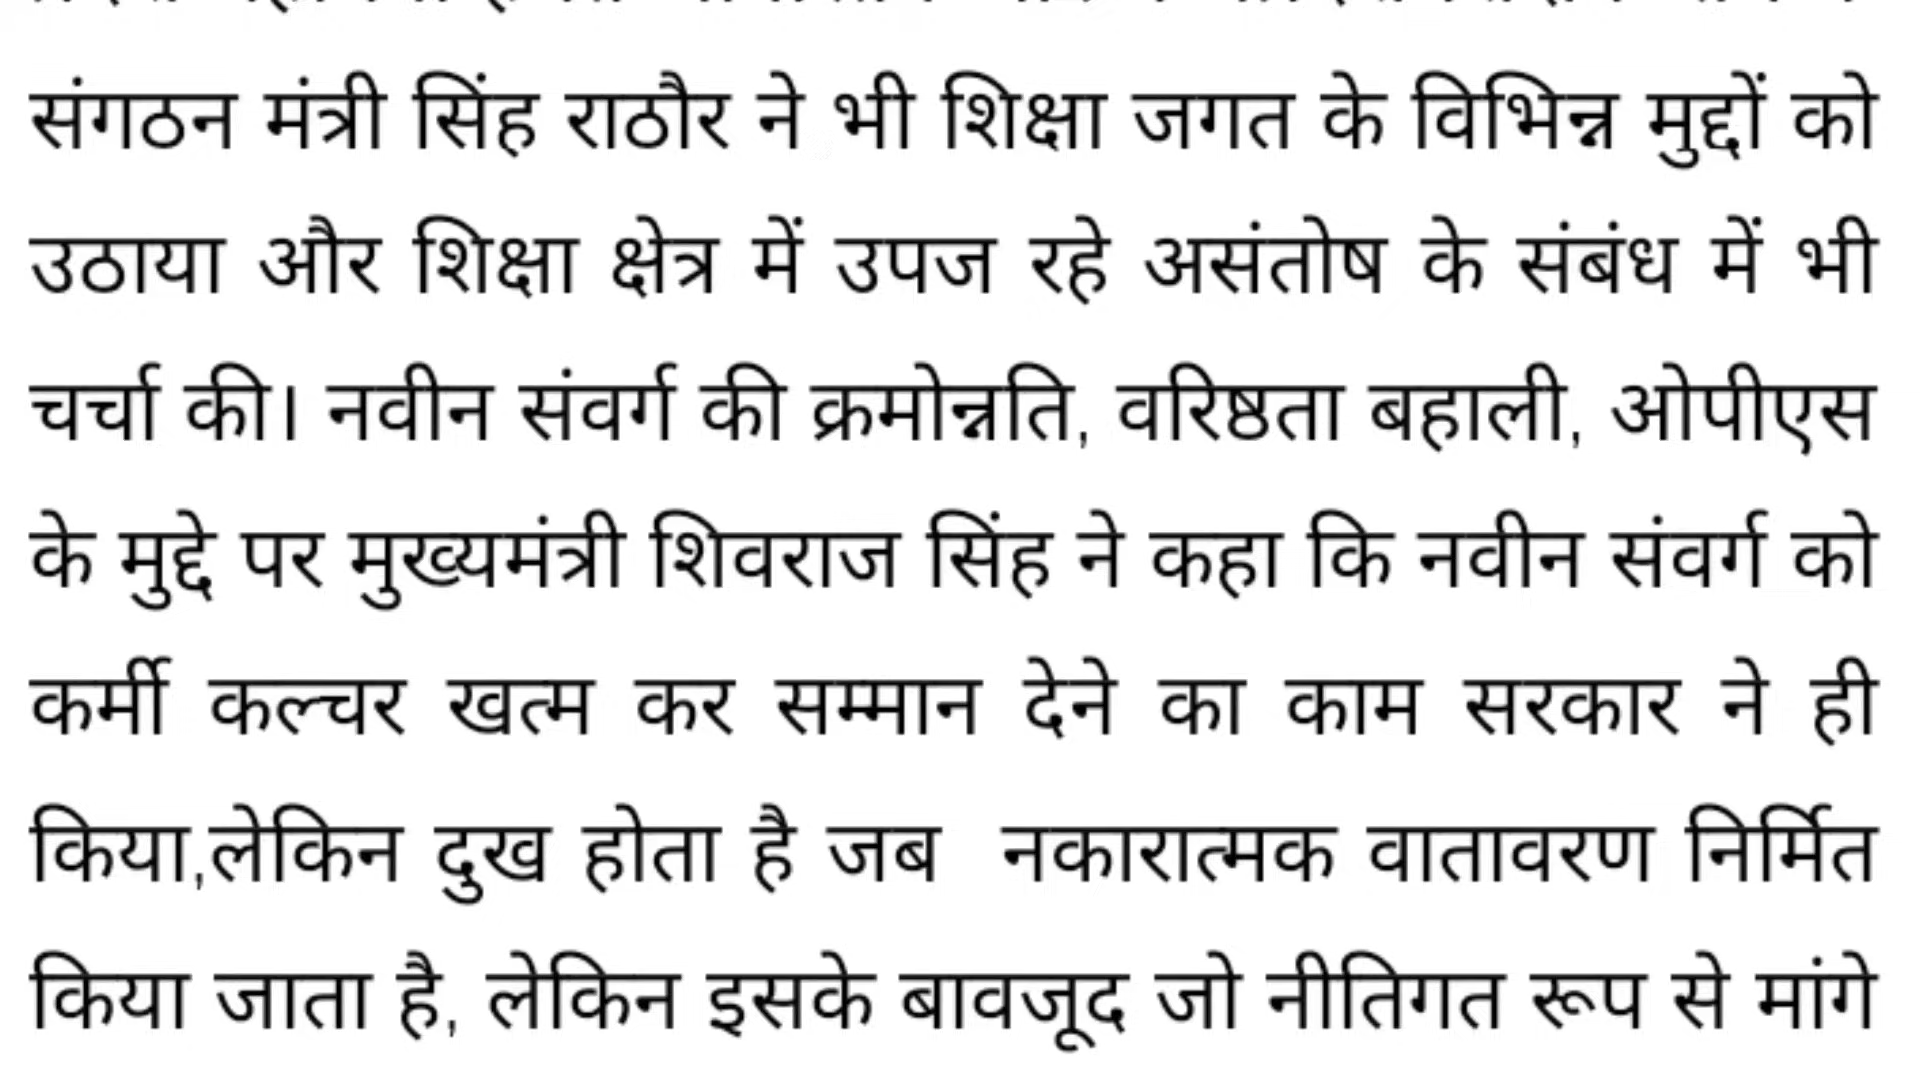 संगठन मंत्री सिंह राठौर ने भी शिक्षा जगत के विभिन्न मुद्दों को
उठाया और शिक्षा क्षेत्र में उपज रहे असंतोष के संबंध में भी
चर्चा की। नवीन संवर्ग की क्रमोन्नति, वरिष्ठता बहाली, ओपीएस
के मुद्दे पर मुख्यमंत्री शिवराज सिंह ने कहा कि नवीन संवर्ग को
कर्मी कल्चर खत्म कर सम्मान देने का काम सरकार ने ही
किया,लेकिन दुख होता है जब नकारात्मक वातावरण निर्मित
किया जाता है, लेकिन इसके बावजूद जो नीतिगत रूप से मांगे